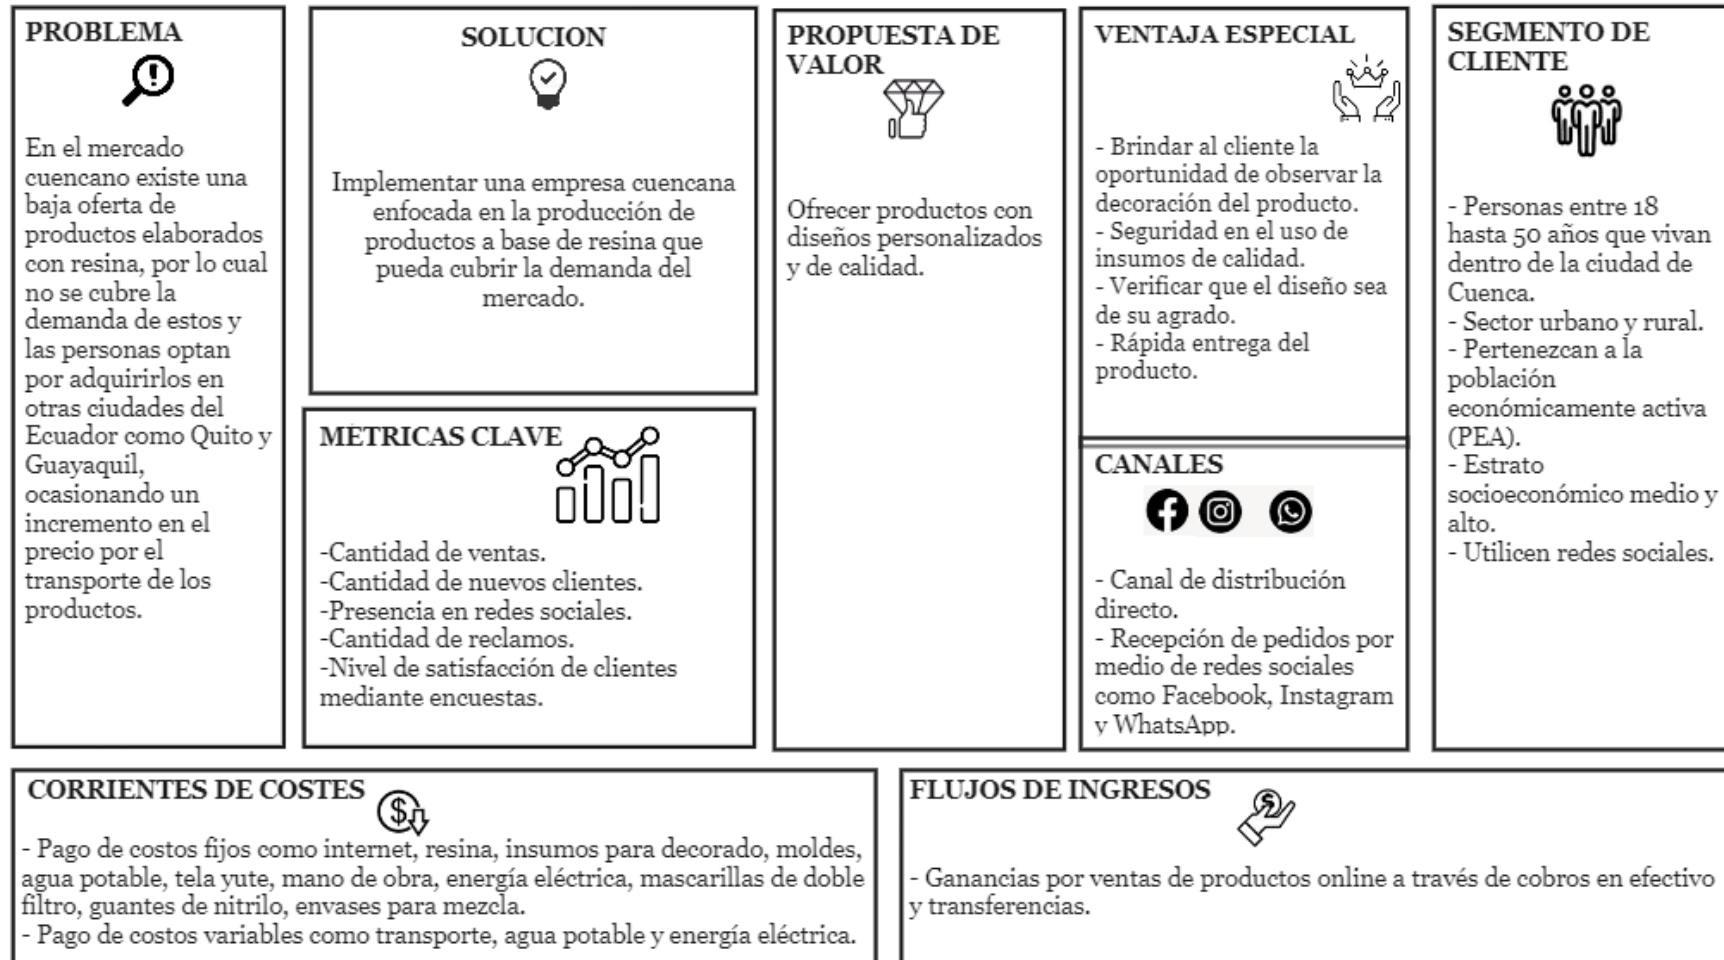 PROBLEMA
En el mercado
cuencano existe una
baja oferta de
productos elaborados
con resina, por lo cual
no se cubre la
demanda de estos y
las personas optan
por adquirirlos en
otras ciudades del
Ecuador como Quito y
Guayaquil,
ocasionando un
incremento en el
precio por el
transporte de los
productos.
SOLUCION
Implementar una empresa cuencana
enfocada en la producción de
productos a base de resina que
pueda cubrir la demanda del
mercado.
MÉTRICAS CLAVE
-Cantidad de ventas.
-Cantidad de nuevos clientes.
-Presencia en redes sociales.
-Cantidad de reclamos.
-Nivel de satisfacción de clientes
mediante encuestas.
PROPUESTA DE
VALOR
Ofrecer productos con
diseños personalizados
y de calidad.
VENTAJA ESPECIAL
- Brindar al cliente la
oportunidad de observar la
decoración del producto.
- Seguridad en el uso de
insumos de calidad.
- Verificar que el diseño sea
de su agrado.
- Rápida entrega del
producto.
CANALES
- Canal de distribución
directo.
- Recepción de pedidos por
medio de redes sociales
como Facebook, Instagram
y WhatsApp.
SEGMENTO DE
CLIENTE
- Personas entre 18
hasta 50 años que vivan
dentro de la ciudad de
Cuenca.
- Sector urbano y rural.
- Pertenezcan a la
población
económicamente activa
(PEA).
- Estrato
socioeconómico medio y
alto.
- Utilicen redes sociales.
CORRIENTES DE COSTES
- Pago de costos fijos como internet, resina, insumos para decorado, moldes,
agua potable, tela yute, mano de obra, energía eléctrica, mascarillas de doble
filtro, guantes de nitrilo, envases para mezcla.
- Pago de costos variables como transporte, agua potable y energía eléctrica.
FLUJOS DE INGRESOS
- Ganancias por ventas de productos online a través de cobros en efectivo
y transferencias.